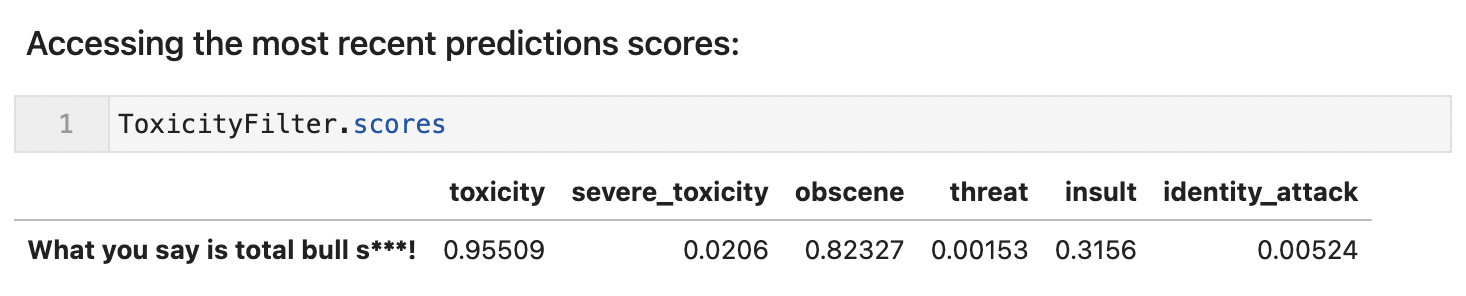 Accessing the most recent predictions scores:
1 ToxicityFilter.scores
toxicity severe_toxicity obscene threat insult identity_attack
What you say is total bull s***! 0.95509 0.0206 0.82327 0.00153 0.3156 0.00524